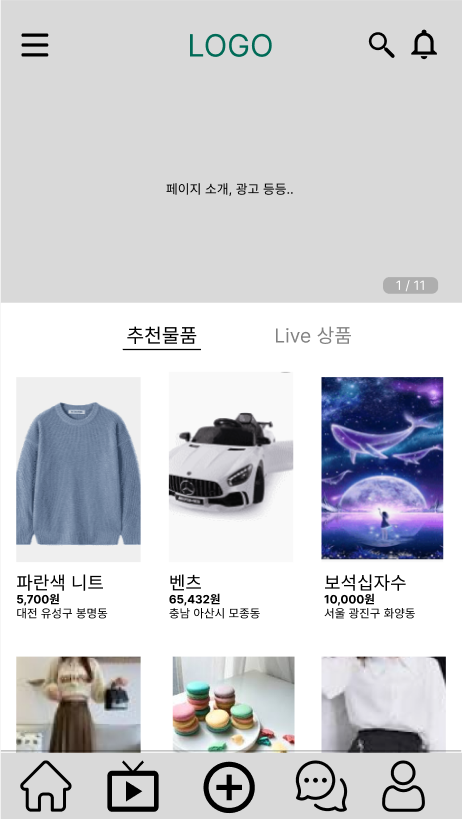 LOGO
페이지 소개, 광고 등등..
1 / 11
추천물품 Live 상품
파란색 니트 벤츠 보석십자수
5,700원 65,432원 10,000원
대전 유성구 봉명동 충남 아산시 모종동 서울 광진구 화양동